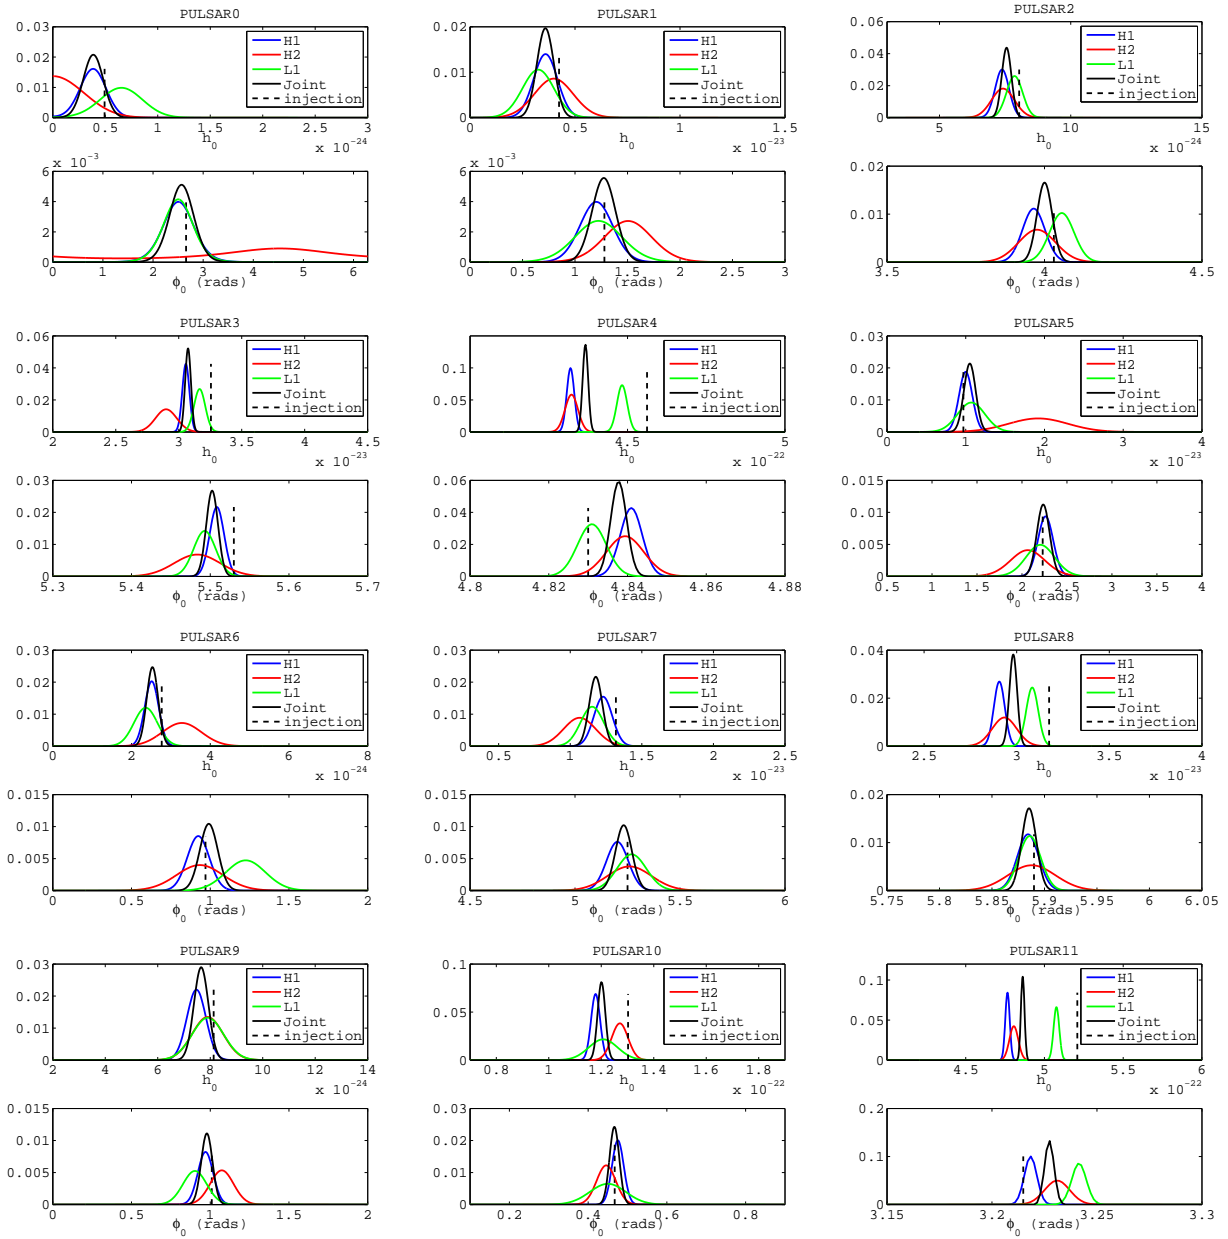 PULSAR0
0.03
0.02
0.01
0
H1
H2
L1
Joint
injection
0 0.5 1 1.5 2 2.5 3
h0
x 10-24
x 10-3
6
4
2
0
0 1 2 3 4 5 6
ϕ0 (rads)
PULSAR1
0.02
0.01
0
H1
H2
L1
Joint
injection
0 0.5 1 1.5
h0
x 10-23
x 10-3
6
4
2
0
0 0.5 1 1.5 2 2.5 3
ϕ0 (rads)
PULSAR2
0.06
0.04
0.02
0
H1
H2
L1
Joint
injection
5 10 15
h0
x 10-24
0.02
0.01
0
3.5 4 4.5
ϕ0 (rads)
PULSAR3
0.06
0.04
0.02
0
H1
H2
L1
Joint
injection
2 2.5 3 3.5 4 4.5
h0
x 10-23
0.03
0.02
0.01
0
5.3 5.4 5.5 5.6 5.7
ϕ0 (rads)
PULSAR4
0.1
0.05
0
H1
H2
L1
Joint
injection
4.5 5
h0
x 10-22
0.06
0.04
0.02
0
4.8 4.82 4.84 4.86 4.88
ϕ0 (rads)
PULSAR5
0.03
0.02
0.01
0
H1
H2
L1
Joint
injection
0 1 2 3 4
h0
x 10-23
0.015
0.01
0.005
0
0.5 1 1.5 2 2.5 3 3.5 4
ϕ0 (rads)
PULSAR6
0.03
0.02
0.01
0
H1
H2
L1
Joint
injection
0 2 4 6 8
h0
x 10-24
0.015
0.01
0.005
0
0 0.5 1 1.5 2
ϕ0 (rads)
PULSAR7
0.03
0.02
0.01
0
H1
H2
L1
Joint
injection
0.5 1 1.5 2 2.5
h0
x 10-23
0.015
0.01
0.005
0
4.5 5 5.5 6
ϕ0 (rads)
PULSAR8
0.04
0.02
0
H1
H2
L1
Joint
injection
2.5 3 3.5 4
h0
x 10-23
0.02
0.01
0
5.75 5.8 5.85 5.9 5.95 6 6.05
ϕ0 (rads)
PULSAR9
0.03
0.02
0.01
0
H1
H2
L1
Joint
injection
2 4 6 8 10 12 14
h0
x 10-24
0.015
0.01
0.005
0
0 0.5 1 1.5 2
ϕ0 (rads)
PULSAR10
0.1
0.05
0
H1
H2
L1
Joint
injection
0.8 1 1.2 1.4 1.6 1.8
h0
x 10-22
0.03
0.02
0.01
0
0.2 0.4 0.6 0.8
ϕ0 (rads)
PULSAR11
0.1
0.05
0
H1
H2
L1
Joint
injection
4.5 5 5.5 6
h0
x 10-22
0.2
0.1
0
3.15 3.2 3.25 3.3
ϕ0 (rads)